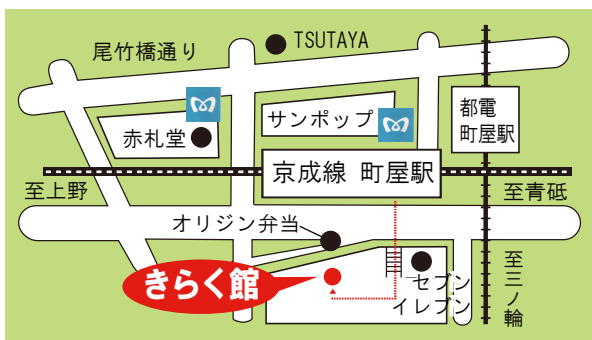 尾竹橋通り
TSUTAYA
赤札堂
サンポップ
都電
町屋駅
京成線 町屋駅
至上野
至青砥
オリジン弁当
きらく館
セブン
イレブン
至三ノ輪